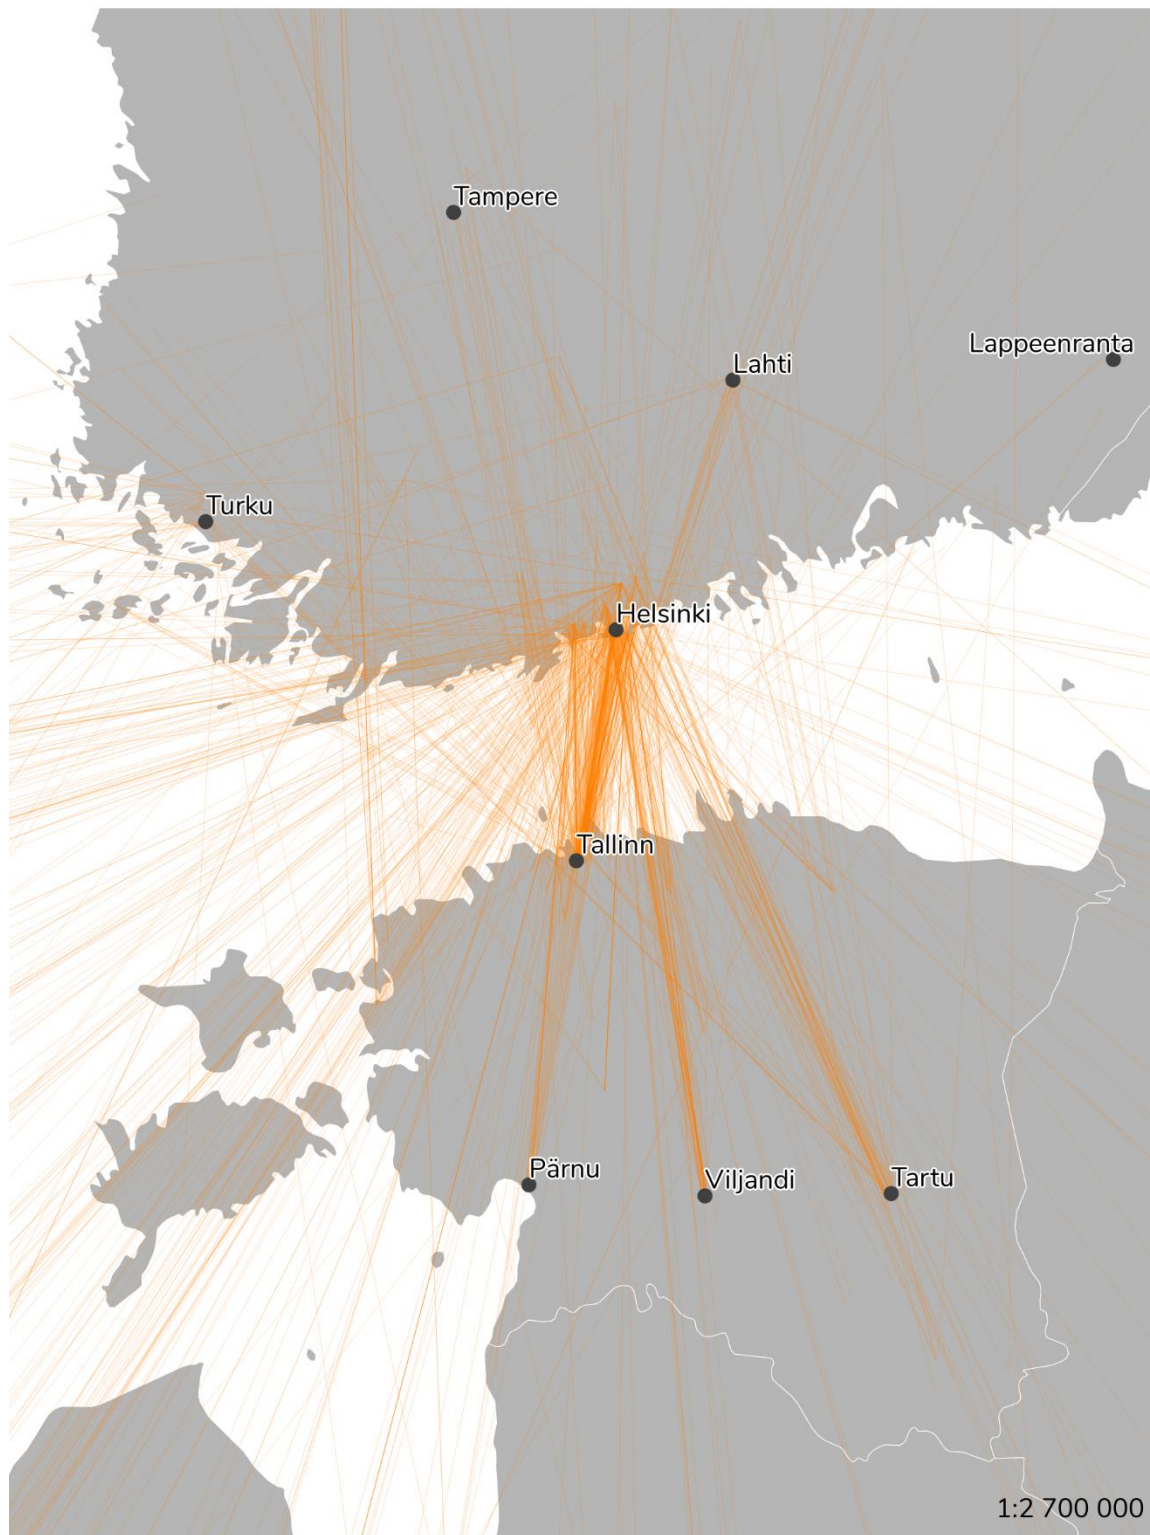 Tampere
Lappeenranta
Lahti
Turku
Helsinki
Tallinn
Pärnu
Viljandi
Tartu
1:2 700 000